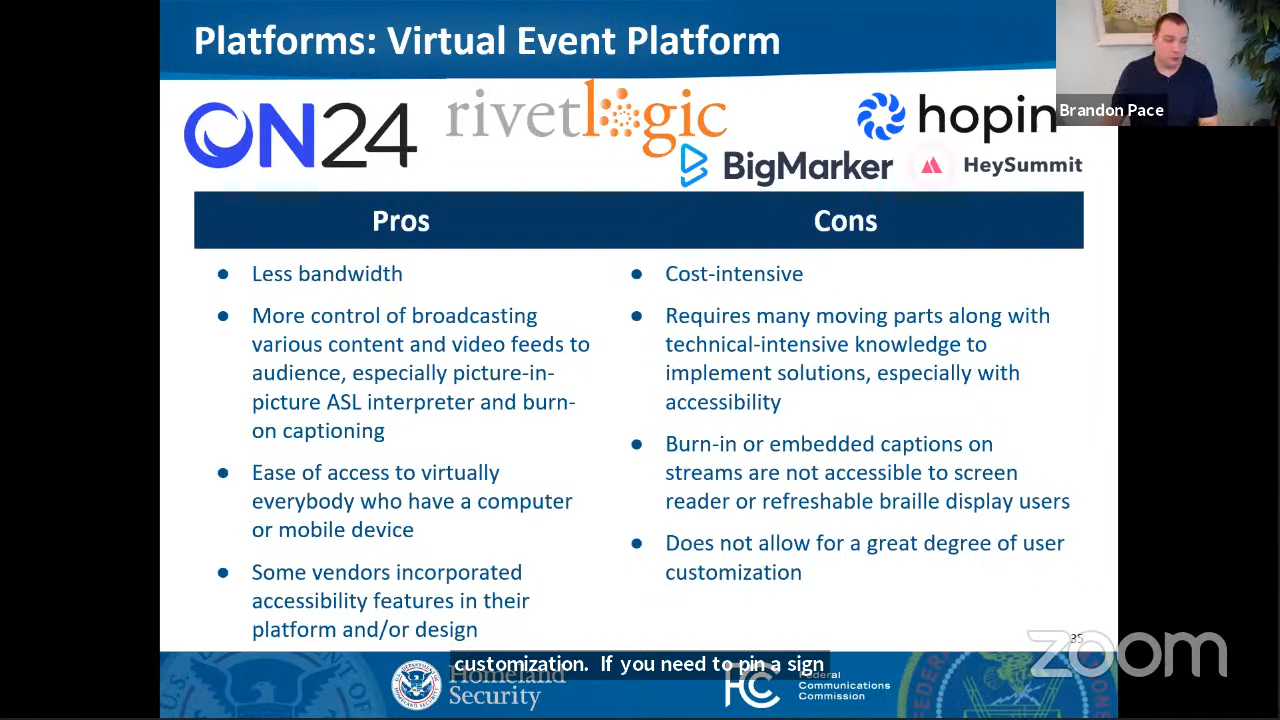 Platforms: Virtual Event Platform
Brandon Pace
ON24
rivetlogic
hopin
BigMarker
HeySummit
Pros
Cons
● Less bandwidth
● More control of broadcasting
various content and video feeds to
audience, especially picture-in-
picture ASL interpreter and burn-
on captioning
● Ease of access to virtually
everybody who have a computer
or mobile device
● Some vendors incorporated
accessibility features in their
platform and/or design
● Cost-intensive
● Requires many moving parts along with
technical-intensive knowledge to
implement solutions, especially with
accessibility
● Burn-in or embedded captions on
streams are not accessible to screen
reader or refreshable braille display users
● Does not allow for a great degree of user
customization
35
zoom
customization. If you need to pin a sign
Homeland
Security
FCC
Federal
Communications
Commission